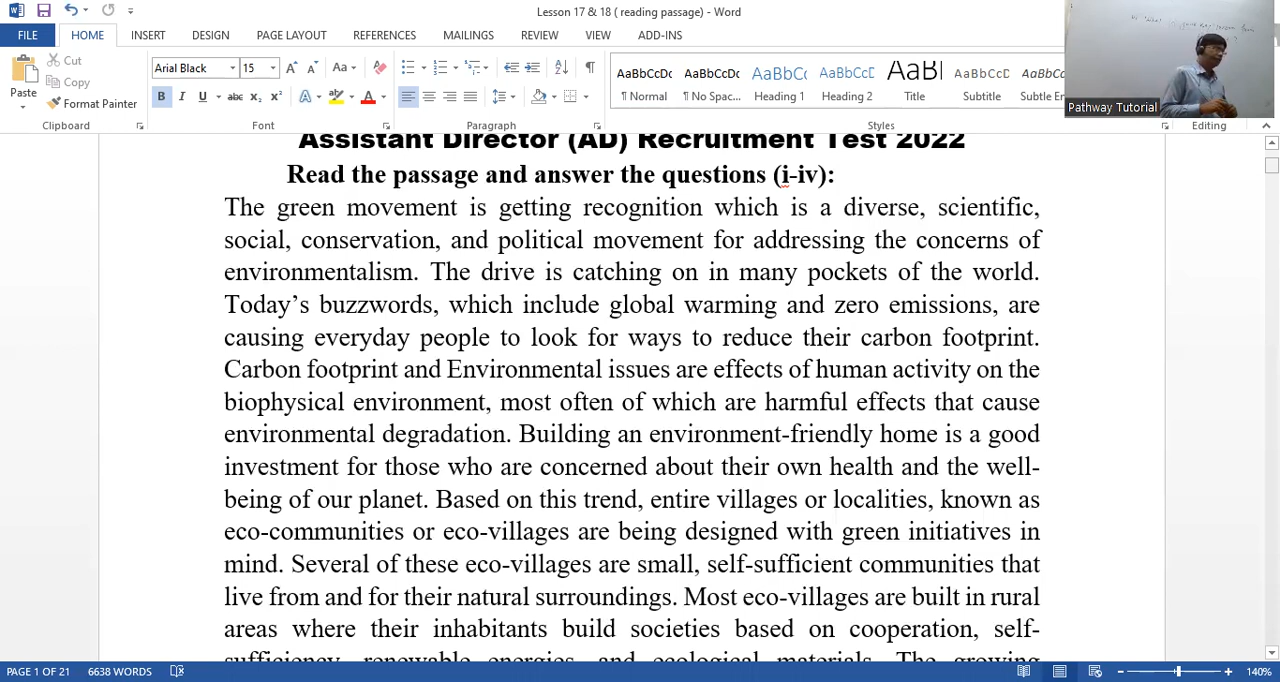 Lesson 17 & 18 ( reading passage) - Word
FILE HOME INSERT DESIGN PAGE LAYOUT REFERENCES MAILINGS REVIEW VIEW ADD-INS
Paste
Cut
Copy
Format Painter
Arial Black 15
AaBbCcDc AaBbCcDc AaBbCc AaBbCcD AaBl AaBbCcD AaBbCcDc
¶ Normal ¶ No Spac... Heading 1 Heading 2 Title Subtitle Subtle En
Clipboard Font Paragraph Styles Editing
Pathway Tutorial
Assistant Director (AD) Recruitment Test 2022
Read the passage and answer the questions (i-iv):
The green movement is getting recognition which is a diverse, scientific,
social, conservation, and political movement for addressing the concerns of
environmentalism. The drive is catching on in many pockets of the world.
Today’s buzzwords, which include global warming and zero emissions, are
causing everyday people to look for ways to reduce their carbon footprint.
Carbon footprint and Environmental issues are effects of human activity on the
biophysical environment, most often of which are harmful effects that cause
environmental degradation. Building an environment-friendly home is a good
investment for those who are concerned about their own health and the well-
being of our planet. Based on this trend, entire villages or localities, known as
eco-communities or eco-villages are being designed with green initiatives in
mind. Several of these eco-villages are small, self-sufficient communities that
live from and for their natural surroundings. Most eco-villages are built in rural
areas where their inhabitants build societies based on cooperation, self-
sufficiency, renewable energies, and ecological materials. The growing
PAGE 1 OF 21 6638 WORDS 140%